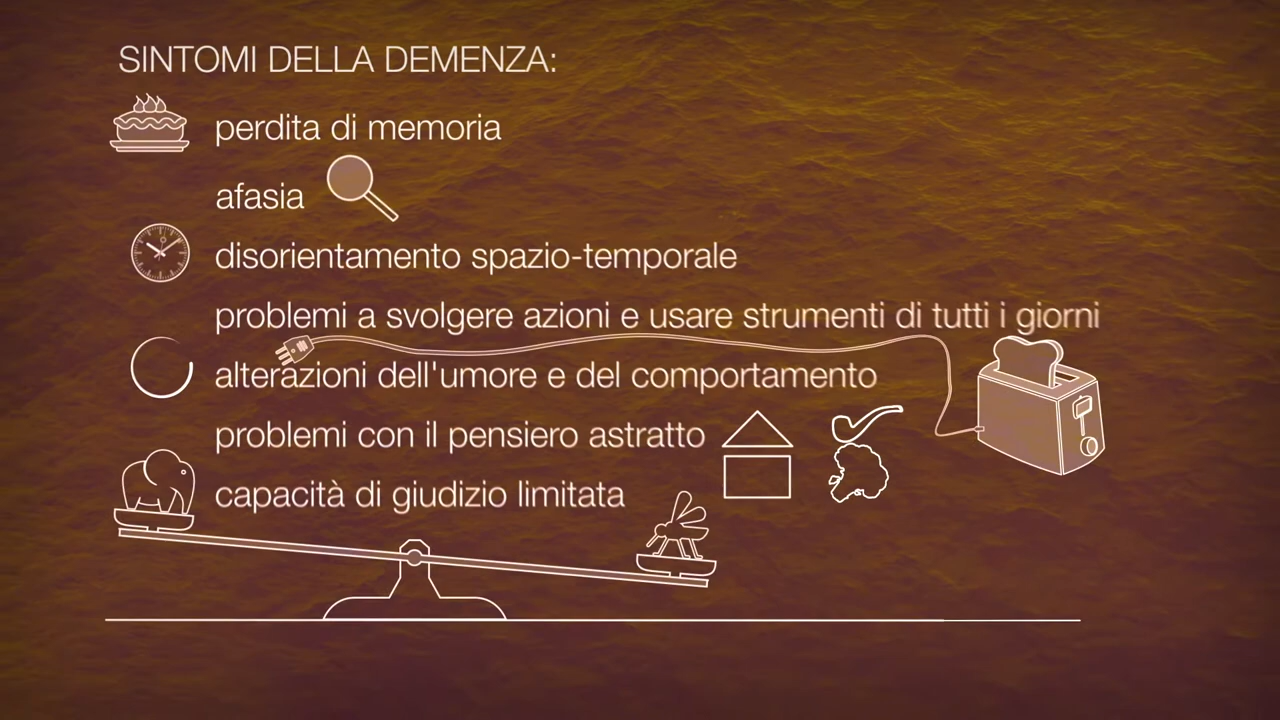 SINTOMI DELLA DEMENZA:
perdita di memoria
afasia
disorientamento spazio-temporale
problemi a svolgere azioni e usare strumenti di tutti i giorni
alterazioni dell'umore e del comportamento
problemi con il pensiero astratto
capacità di giudizio limitata